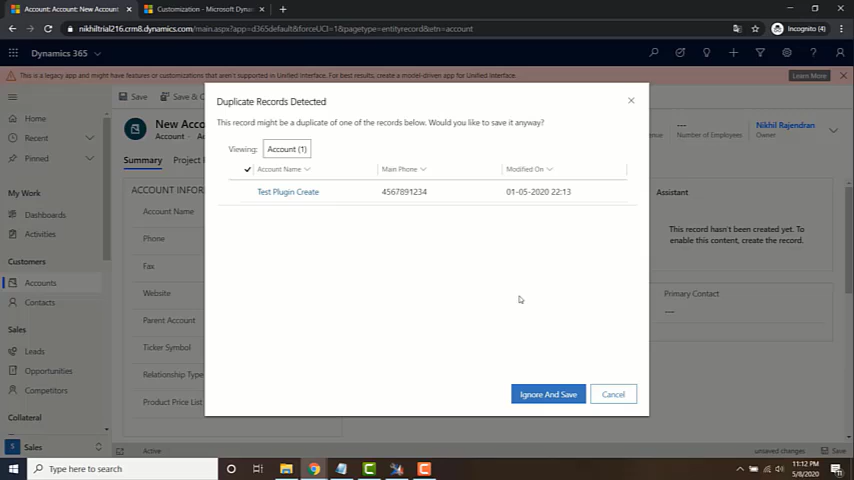 Account: Account: New Account
Customization - Microsoft Dynam
nikhiltrial216.crm8.dynamics.com/main.aspx?app=d365default&forceUCI=1&pagetype=entityrecord&etn=account
Incognito (4)
Dynamics 365
This is a legacy app and might have features or customizations that aren't supported in Unified Interface. For best results, create a model-driven app for Unified Interface.
Learn More
Save
Save & C
Home
Recent
Pinned
My Work
Dashboards
Activities
Customers
Accounts
Contacts
Sales
Leads
Opportunities
Competitors
Collateral
S Sales
New Acco
Account
Summary
Project
ACCOUNT INFOR
Account Name
Phone
Fax
Website
Parent Account
Ticker Symbol
Relationship Type
Product Price List
Duplicate Records Detected
This record might be a duplicate of one of the records below. Would you like to save it anyway?
Viewing: Account (1)
Account Name Main Phone Modified On
Test Plugin Create 4567891234 01-05-2020 22:13
Ignore And Save
Cancel
---
Number of Employees
Nikhil Rajendran
Owner
Assistant
This record hasn't been created yet. To
enable this content, create the record.
Primary Contact
---
Active
unsaved changes
Save
Type here to search
11:12 PM
5/8/2020